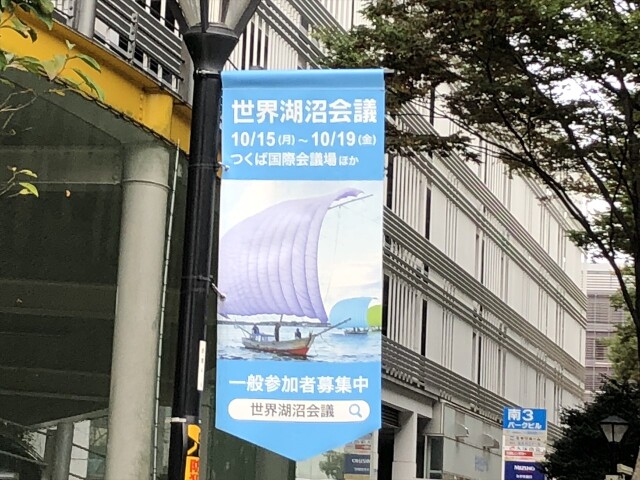 世界湖沼会議
10/15(月)～10/19(金)
つくば国際会議場ほか
一般参加者募集中
世界湖沼会議
南3
パークビル
MIZUNO